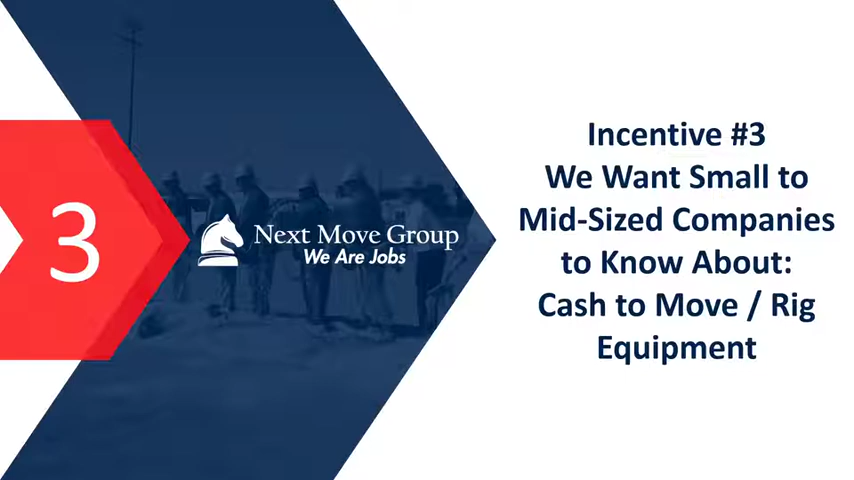 3
Next Move Group
We Are Jobs
Incentive #3
We Want Small to
Mid-Sized Companies
to Know About:
Cash to Move / Rig
Equipment